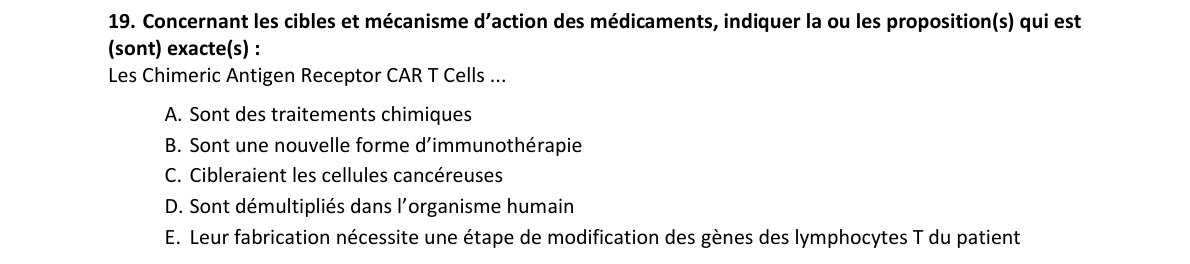 19. Concernant les cibles et mécanisme d’action des médicaments, indiquer la ou les proposition(s) qui est
(sont) exacte(s) :
Les Chimeric Antigen Receptor CAR T Cells ...
A. Sont des traitements chimiques
B. Sont une nouvelle forme d’immunothérapie
C. Cibleraient les cellules cancéreuses
D. Sont démultipliés dans l’organisme humain
E. Leur fabrication nécessite une étape de modification des gènes des lymphocytes T du patient